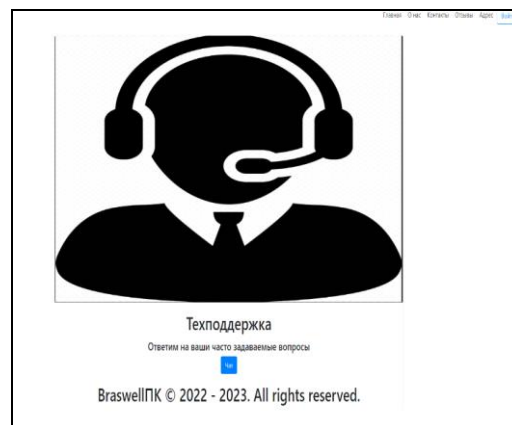 Главная О нас Контакты Отзывы Адрес Войти
Техподдержка
Ответим на ваши часто задаваемые вопросы
Чат
BraswellПК © 2022 - 2023. All rights reserved.